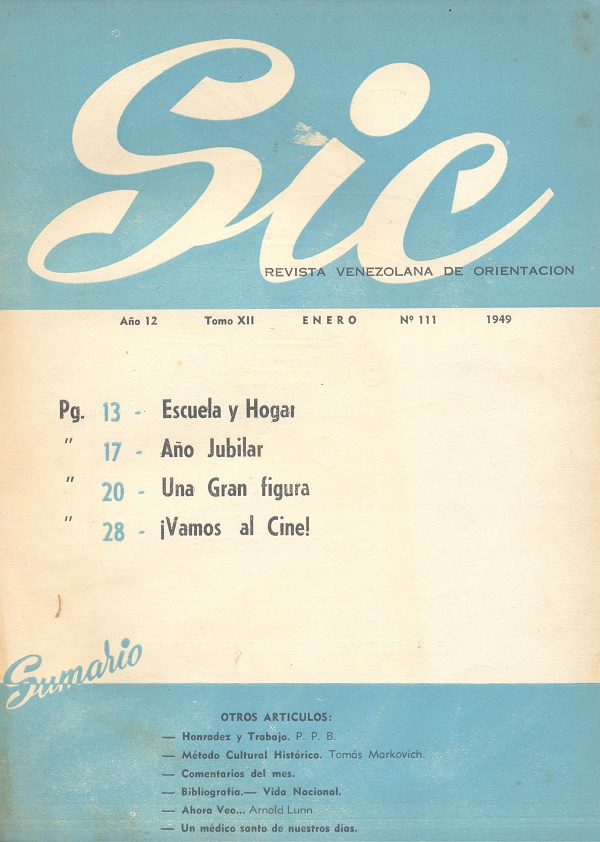 Sic
REVISTA VENEZOLANA DE ORIENTACION
Año 12 Tomo XII ENERO Nº 111 1949
Pg. 13 - Escuela y Hogar
" 17 - Año Jubilar
" 20 - Una Gran figura
" 28 - ¡Vamos al Cine!
Sumario
OTROS ARTICULOS:
— Honradez y Trabajo. P. P. B.
— Método Cultural Histórico. Tomás Markovich.
— Comentarios del mes.
— Bibliografía.— Vida Nacional.
— Ahora Veo... Arnold Lunn.
— Un médico santo de nuestros días.